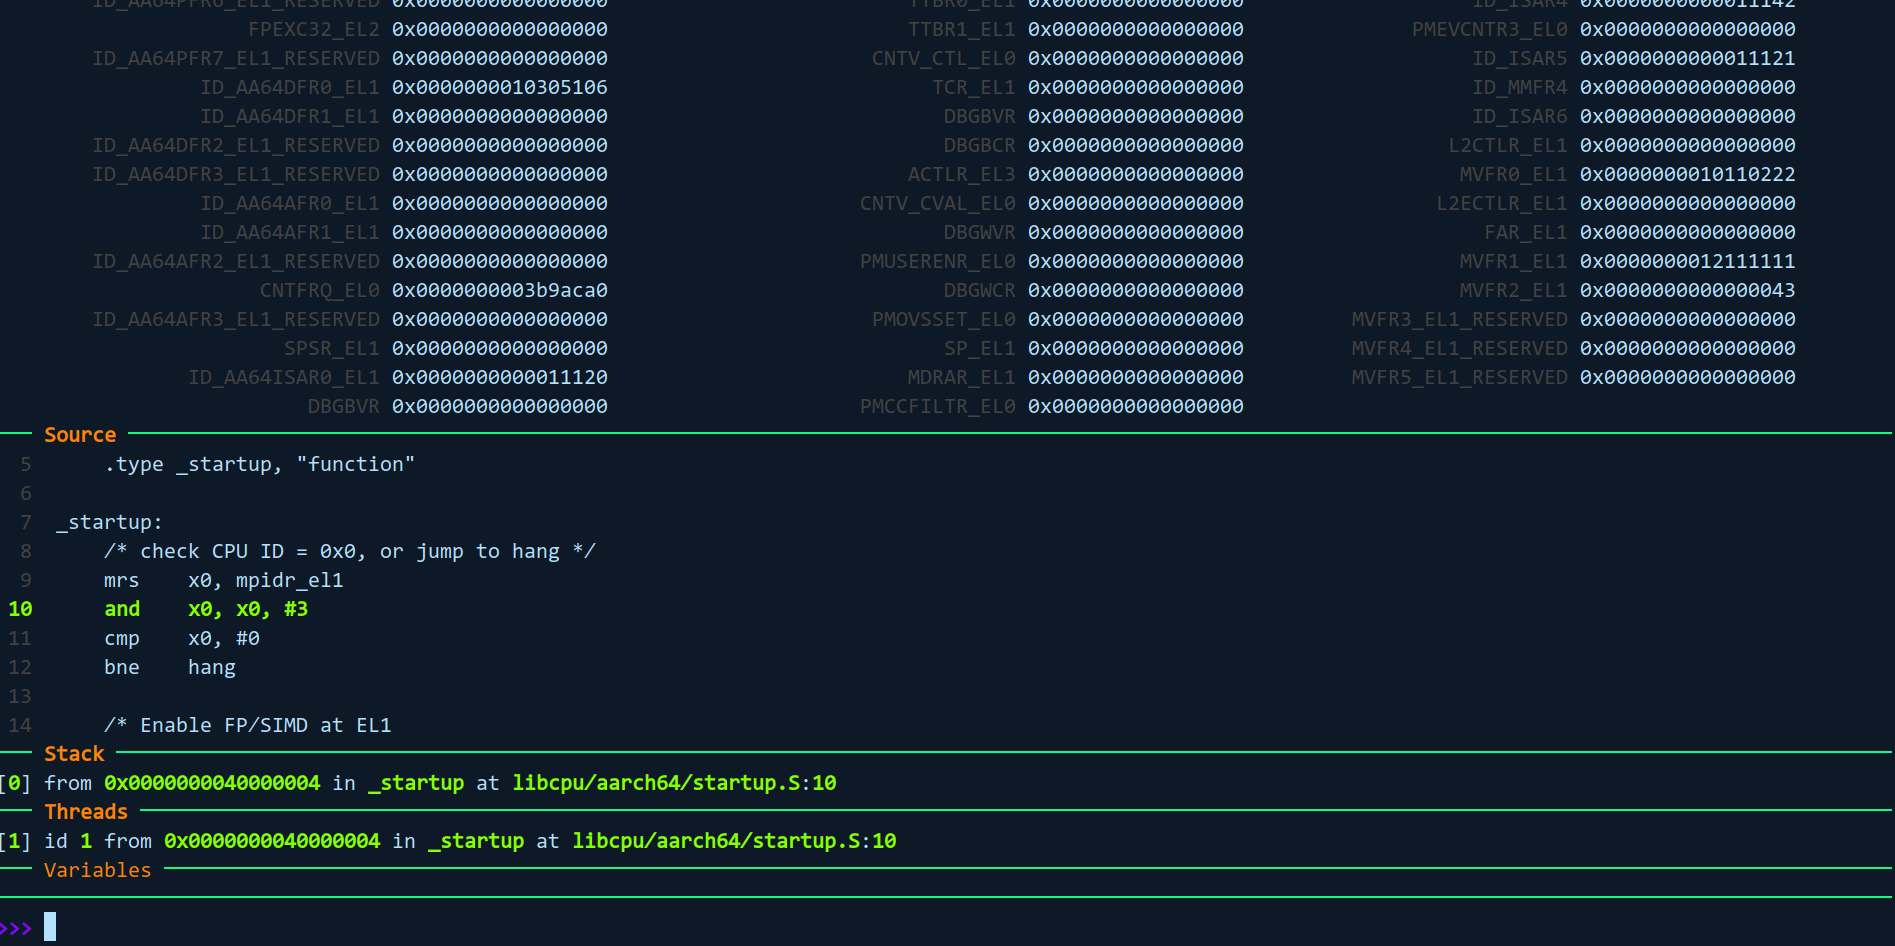 ID_AA64PFR6_EL1_RESERVED 0x0000000000000000 TTBR0_EL1 0x0000000000000000 ID_ISAR4 0x0000000000011142
FPEXC32_EL2 0x0000000000000000 TTBR1_EL1 0x0000000000000000 PMEVCNTR3_EL0 0x0000000000000000
ID_AA64PFR7_EL1_RESERVED 0x0000000000000000 CNTV_CTL_EL0 0x0000000000000000 ID_ISAR5 0x0000000000011121
ID_AA64DFR0_EL1 0x0000000010305106 TCR_EL1 0x0000000000000000 ID_MMFR4 0x0000000000000000
ID_AA64DFR1_EL1 0x0000000000000000 DBGBVR 0x0000000000000000 ID_ISAR6 0x0000000000000000
ID_AA64DFR2_EL1_RESERVED 0x0000000000000000 DBGBCR 0x0000000000000000 L2CTLR_EL1 0x0000000000000000
ID_AA64DFR3_EL1_RESERVED 0x0000000000000000 ACTLR_EL3 0x0000000000000000 MVFR0_EL1 0x0000000010110222
ID_AA64AFR0_EL1 0x0000000000000000 CNTV_CVAL_EL0 0x0000000000000000 L2ECTLR_EL1 0x0000000000000000
ID_AA64AFR1_EL1 0x0000000000000000 DBGWVR 0x0000000000000000 FAR_EL1 0x0000000000000000
ID_AA64AFR2_EL1_RESERVED 0x0000000000000000 PMUSERENR_EL0 0x0000000000000000 MVFR1_EL1 0x0000000012111111
CNTFRQ_EL0 0x0000000003b9aca0 DBGWCR 0x0000000000000000 MVFR2_EL1 0x0000000000000043
ID_AA64AFR3_EL1_RESERVED 0x0000000000000000 PMOVSSET_EL0 0x0000000000000000 MVFR3_EL1_RESERVED 0x0000000000000000
SPSR_EL1 0x0000000000000000 SP_EL1 0x0000000000000000 MVFR4_EL1_RESERVED 0x0000000000000000
ID_AA64ISAR0_EL1 0x0000000000011120 MDRAR_EL1 0x0000000000000000 MVFR5_EL1_RESERVED 0x0000000000000000
DBGBVR 0x0000000000000000 PMCCFILTR_EL0 0x0000000000000000
Source
5 .type _startup, "function"
6
7 _startup:
8 /* check CPU ID = 0x0, or jump to hang */
9 mrs x0, mpidr_el1
10 and x0, x0, #3
11 cmp x0, #0
12 bne hang
13
14 /* Enable FP/SIMD at EL1
Stack
[0] from 0x0000000040000004 in _startup at libcpu/aarch64/startup.S:10
Threads
[1] id 1 from 0x0000000040000004 in _startup at libcpu/aarch64/startup.S:10
Variables
>>>